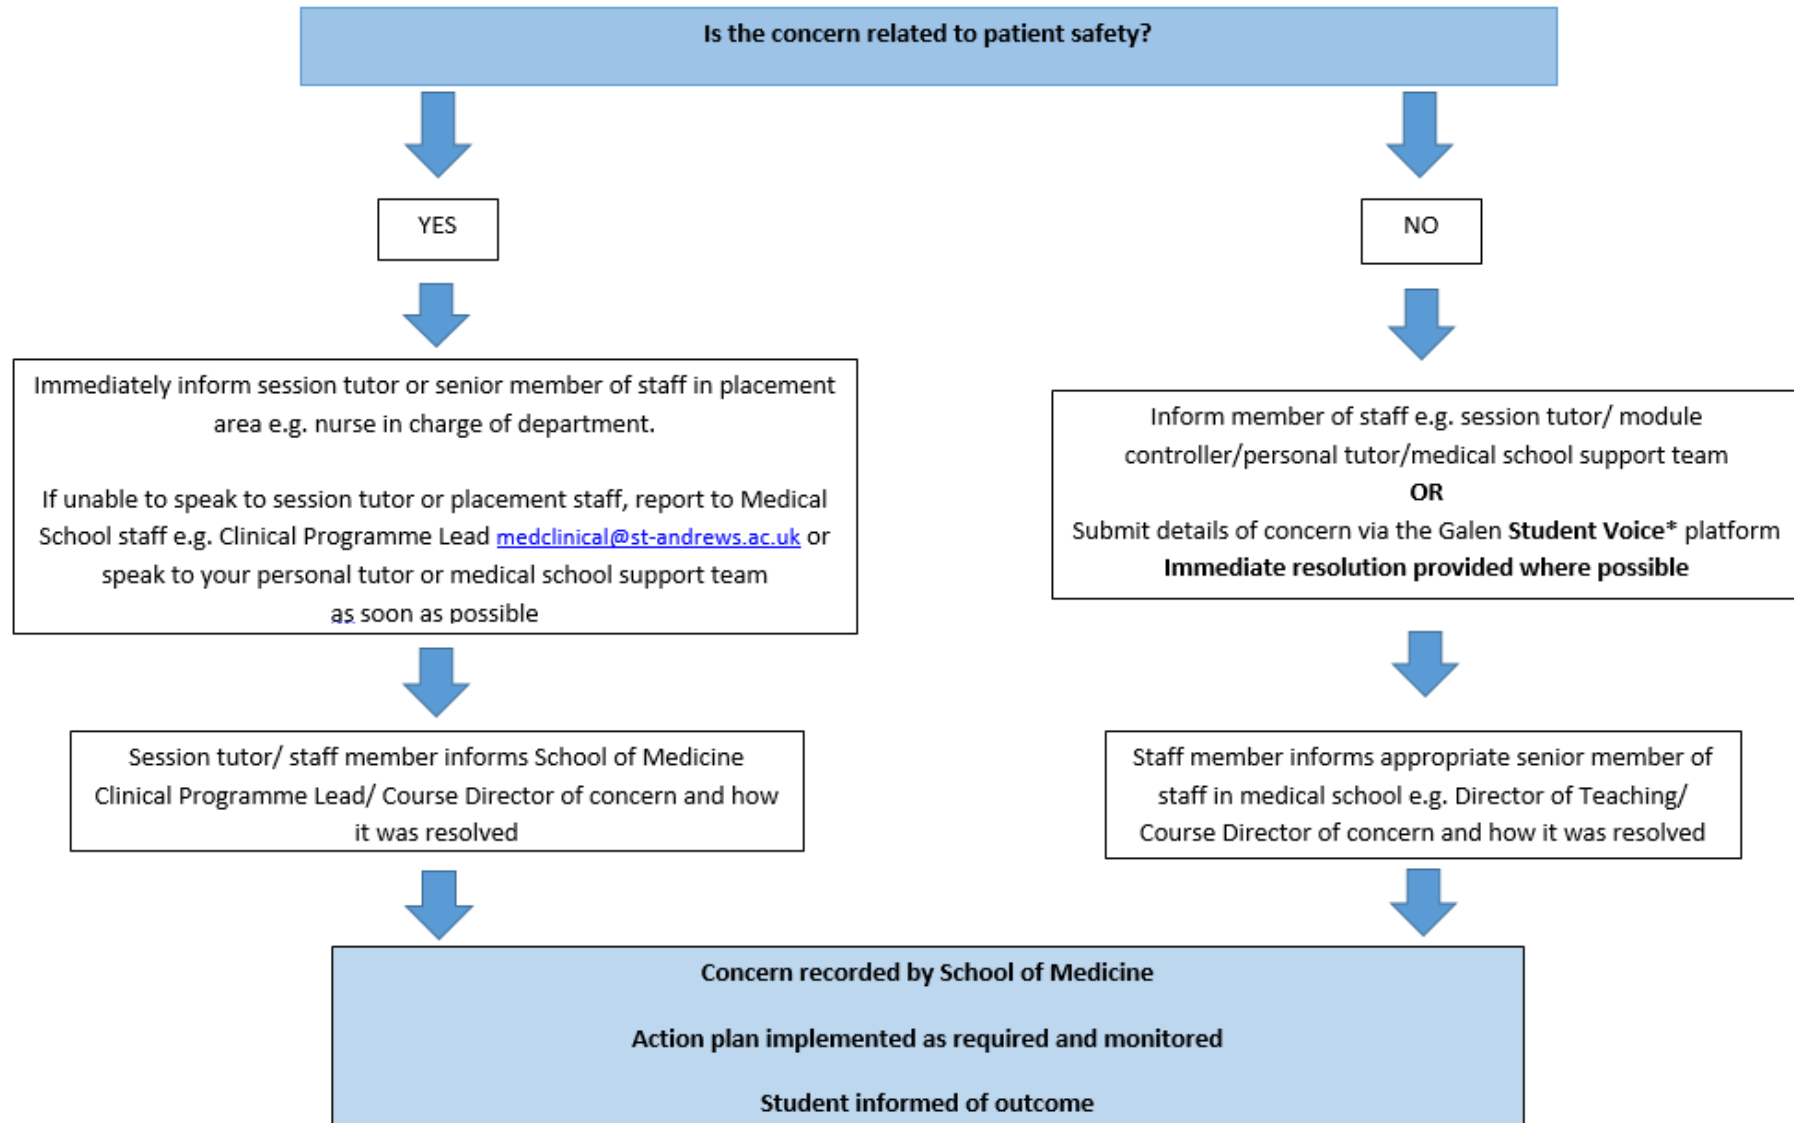 Is the concern related to patient safety?
YES
NO
Immediately inform session tutor or senior member of staff in placement
area e.g. nurse in charge of department.
If unable to speak to session tutor or placement staff, report to Medical
School staff e.g. Clinical Programme Lead medclinical@st-andrews.ac.uk or
speak to your personal tutor or medical school support team
as soon as possible
Inform member of staff e.g. session tutor/ module
controller/personal tutor/medical school support team
OR
Submit details of concern via the Galen Student Voice* platform
Immediate resolution provided where possible
Session tutor/ staff member informs School of Medicine
Clinical Programme Lead/ Course Director of concern and how
it was resolved
Staff member informs appropriate senior member of
staff in medical school e.g. Director of Teaching/
Course Director of concern and how it was resolved
Concern recorded by School of Medicine
Action plan implemented as required and monitored
Student informed of outcome